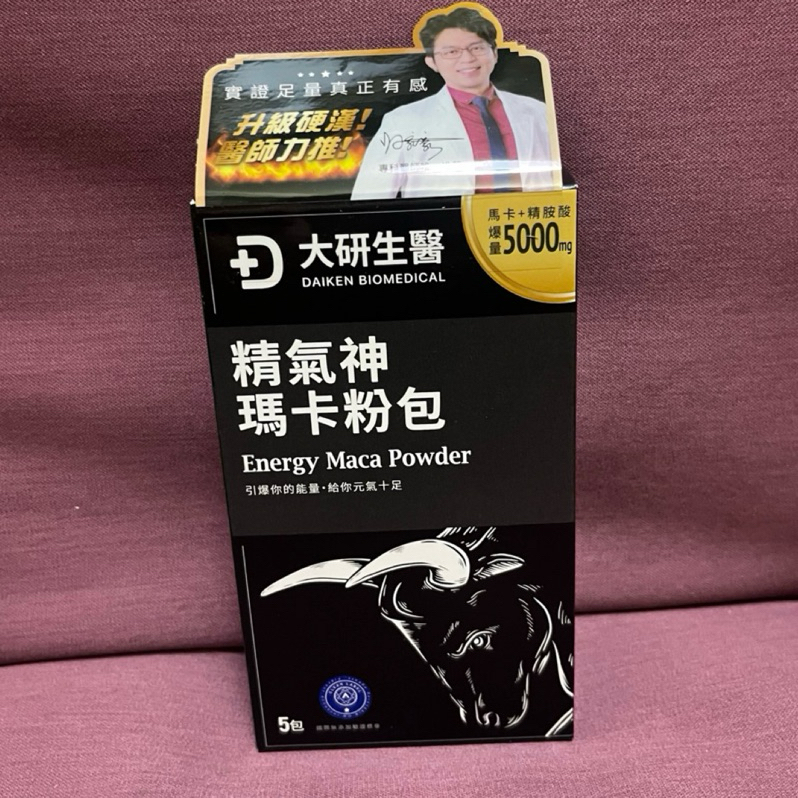 實證足量真正有感
升級硬漢!
醫師力推!
馬卡+精胺酸
爆量5000mg
大研生醫
DAIKEN BIOMEDICAL
精氣神
瑪卡粉包
Energy Maca Powder
引爆你的能量·給你元氣十足
5包